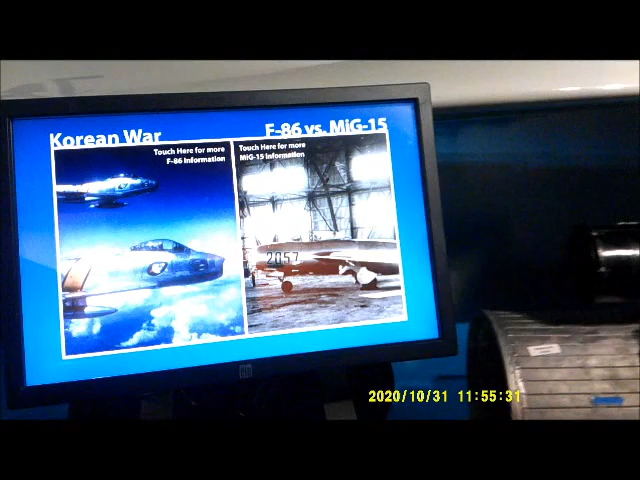 Korean War
F-86 vs. MiG-15
Touch Here for more
F-86 Information
Touch Here for more
MiG-15 Information
2057
2020/10/31 11:55:31